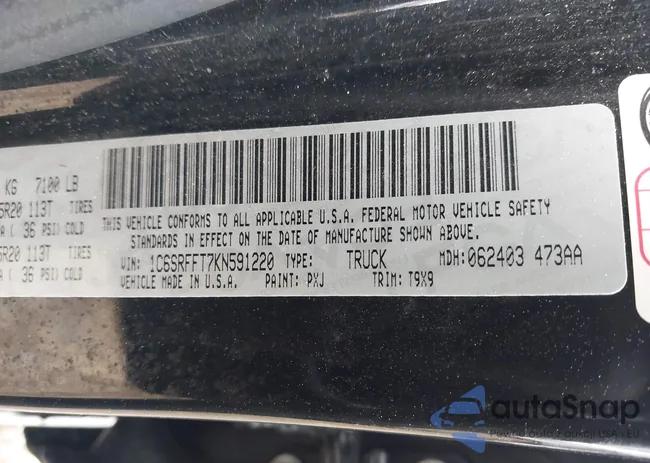 KG 7100 LB
5R20 113T TIRES
A ( 36 PSI) COLD
5R20 113T TIRES
A ( 36 PSI) COLD
THIS VEHICLE CONFORMS TO ALL APPLICABLE U.S.A. FEDERAL MOTOR VEHICLE SAFETY
STANDARDS IN EFFECT ON THE DATE OF MANUFACTURE SHOWN ABOVE.
VIN: 1C6SRFFT7KN591220 TYPE: TRUCK MDH: 062403 473AA
VEHICLE MADE IN U.S.A. PAINT: PXJ TRIM: T9X9
autoSnap